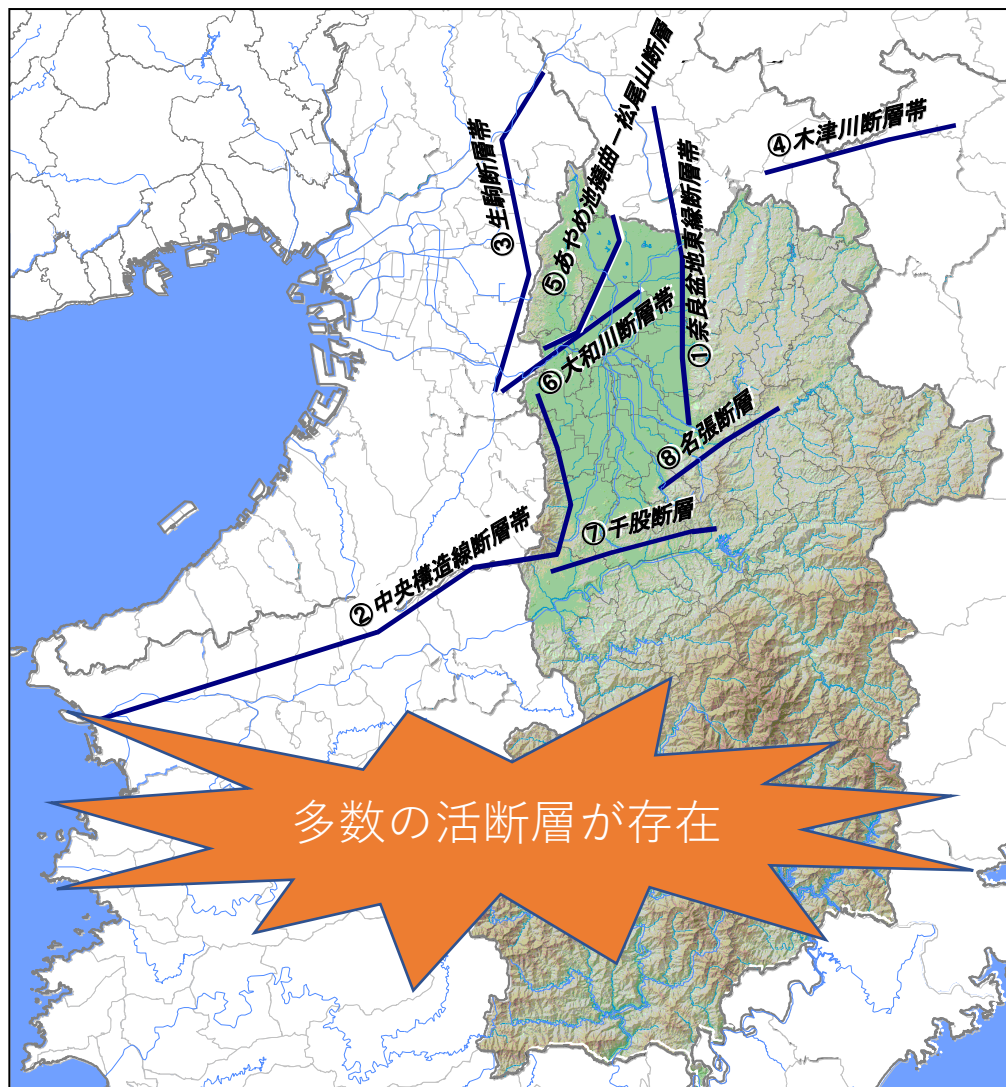 ①奈良盆地東縁断層帯
②中央構造線断層帯
③生駒断層帯
④木津川断層帯
⑤あやめ池撓曲ー松尾山断層
⑥大和川断層帯
⑦千股断層
⑧名張断層
多数の活断層が存在